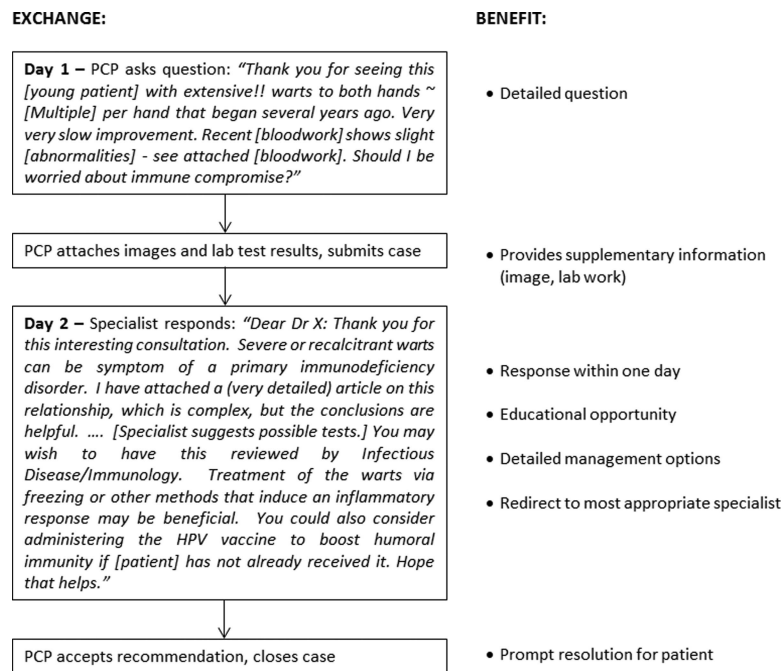 EXCHANGE:
BENEFIT:
Day 1 – PCP asks question: “Thank you for seeing this
[young patient] with extensive!! warts to both hands ~
[Multiple] per hand that began several years ago. Very
very slow improvement. Recent [bloodwork] shows slight
[abnormalities] - see attached [bloodwork]. Should I be
worried about immune compromise?”
• Detailed question
PCP attaches images and lab test results, submits case
• Provides supplementary information
(image, lab work)
Day 2 – Specialist responds: “Dear Dr X: Thank you for
this interesting consultation. Severe or recalcitrant warts
can be symptom of a primary immunodeficiency
disorder. I have attached a (very detailed) article on this
relationship, which is complex, but the conclusions are
helpful. …. [Specialist suggests possible tests.] You may
wish to have this reviewed by Infectious
Disease/Immunology. Treatment of the warts via
freezing or other methods that induce an inflammatory
response may be beneficial. You could also consider
administering the HPV vaccine to boost humoral
immunity if [patient] has not already received it. Hope
that helps.”
• Response within one day
• Educational opportunity
• Detailed management options
• Redirect to most appropriate specialist
PCP accepts recommendation, closes case
• Prompt resolution for patient